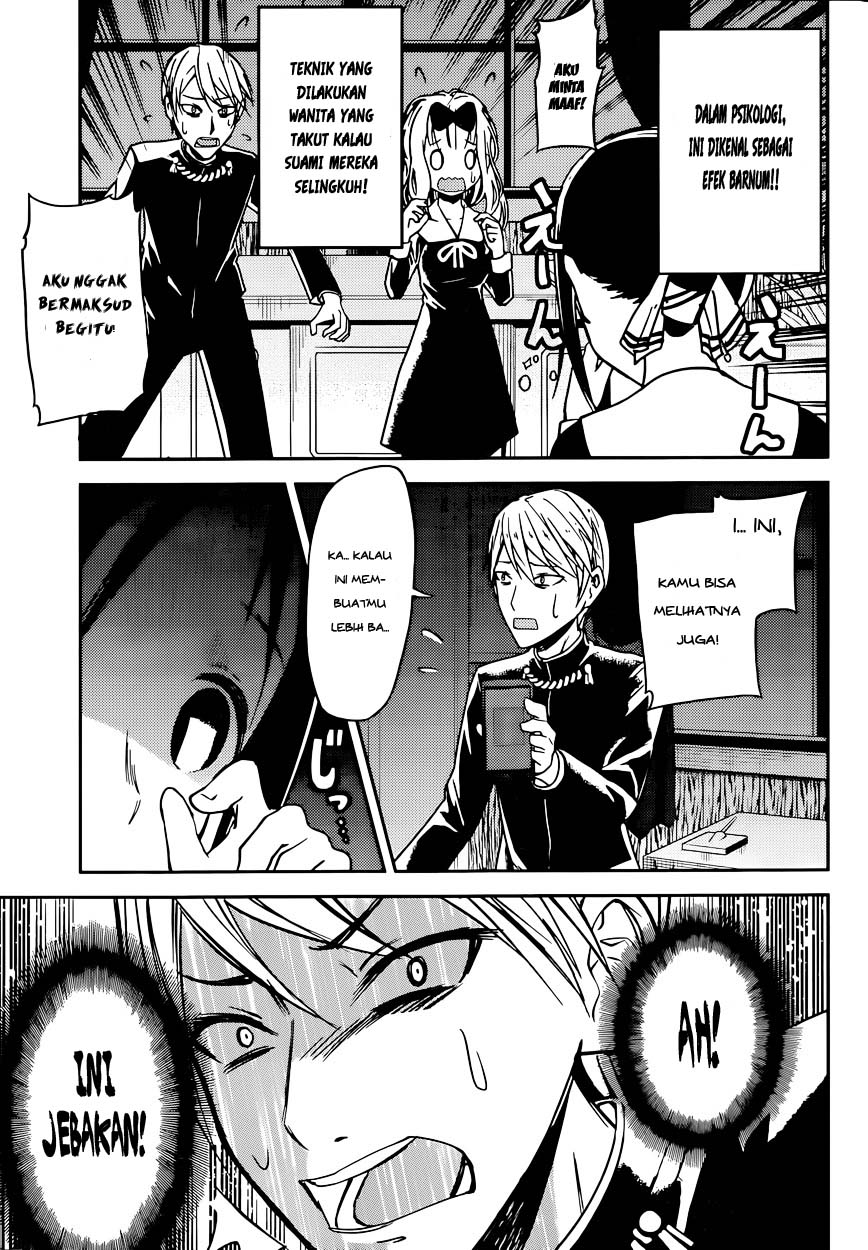 DALAM PSIKOLOGI,
INI DIKENAL SEBAGAI
EFEK BARNUM!!
AKU
MINTA
MAAF!
TEKNIK YANG
DILAKUKAN
WANITA YANG
TAKUT KALAU
SUAMI MEREKA
SELINGKUH!
AKU NGGAK
BERMAKSUD
BEGITU!
えーん
えーん
I... INI,
KAMU BISA
MELIHATNYA
JUGA!
KA... KALAU
INI MEM-
BUATMU
LEBIH BA...
じっ…
AH!
INI
JEBAKAN!